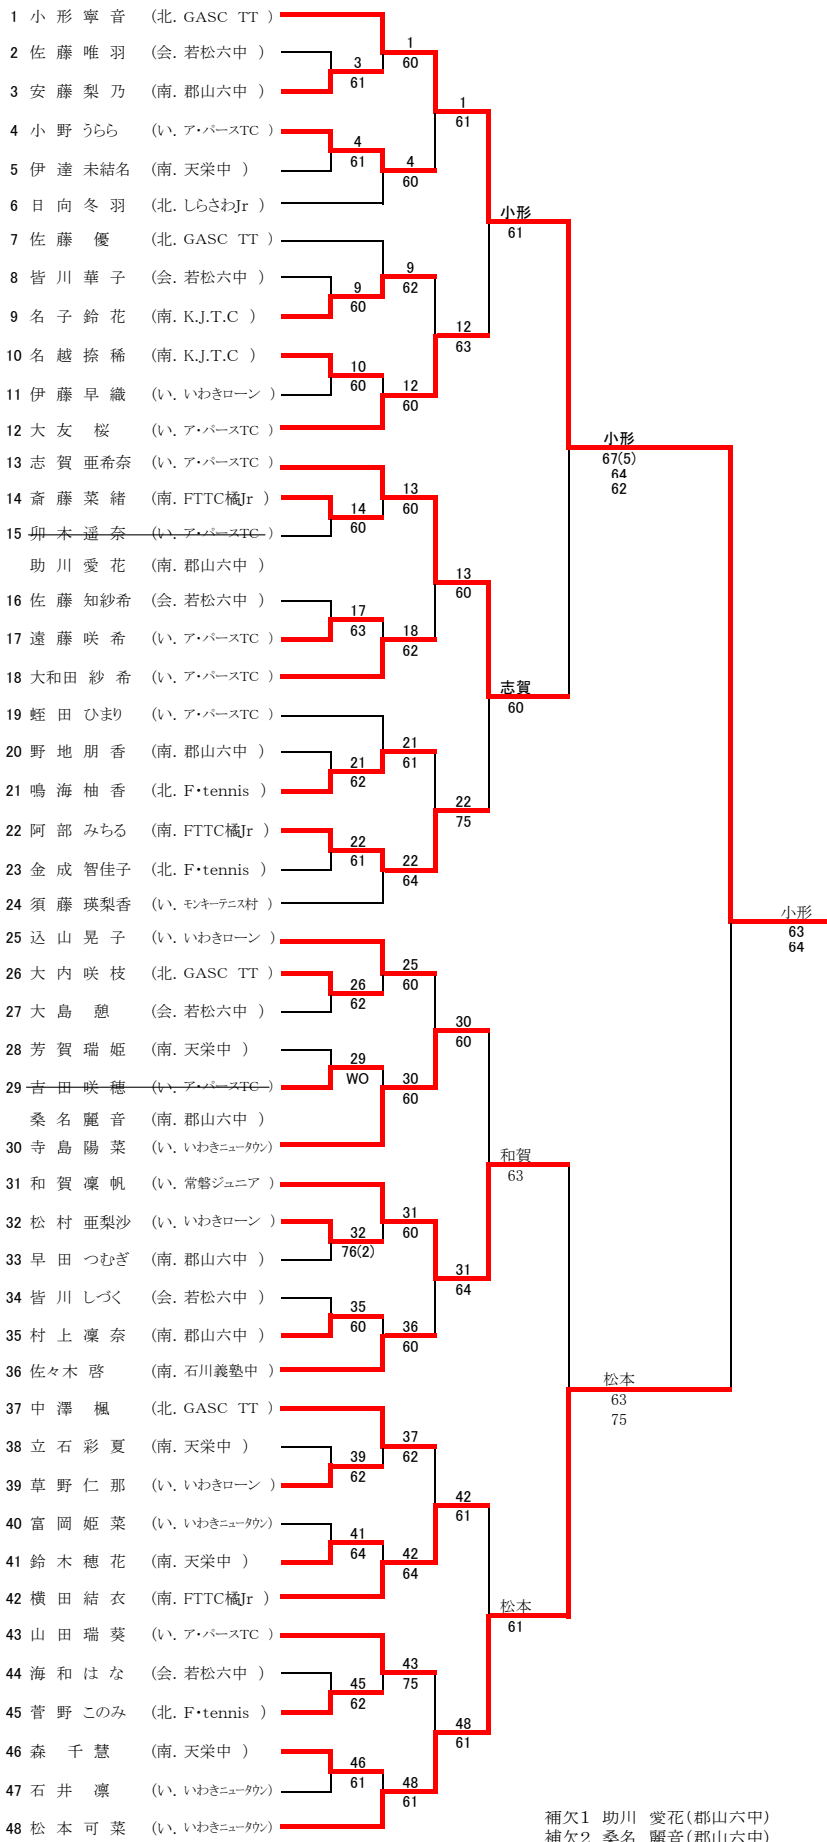 1 小 形 寧 音 (北. GASC TT )
2 佐 藤 唯 羽 (会. 若松六中 )
3 安 藤 梨 乃 (南. 郡山六中 )
4 小 野 うらら (い. ア・パースTC )
5 伊 達 未結名 (南. 天栄中 )
6 日 向 冬 羽 (北. しらさわJr )
7 佐 藤 優 (北. GASC TT )
8 皆 川 華 子 (会. 若松六中 )
9 名 子 鈴 花 (南. K.J.T.C )
10 名 越 捺 稀 (南. K.J.T.C )
11 伊 藤 早 織 (い. いわきローン )
12 大 友 桜 (い. ア・パースTC )
13 志 賀 亜希奈 (い. ア・パースTC )
14 斎 藤 菜 緒 (南. FTTC橘Jr )
15 卯 木 遥 奈 (い. ア・パースTC )
助 川 愛 花 (南. 郡山六中 )
16 佐 藤 知紗希 (会. 若松六中 )
17 遠 藤 咲 希 (い. ア・パースTC )
18 大和田 紗 希 (い. ア・パースTC )
19 蛭 田 ひまり (い. ア・パースTC )
20 野 地 朋 香 (南. 郡山六中 )
21 鳴 海 柚 香 (北. F・tennis )
22 阿 部 みちる (南. FTTC橘Jr )
23 金 成 智佳子 (北. F・tennis )
24 須 藤 瑛梨香 (い. モンキーテニス村 )
25 込 山 晃 子 (い. いわきローン )
26 大 内 咲 枝 (北. GASC TT )
27 大 島 憩 (会. 若松六中 )
28 芳 賀 瑞 姫 (南. 天栄中 )
29 吉 田 咲 穂 (い. ア・パースTC )
桑 名 麗 音 (南. 郡山六中 )
30 寺 島 陽 菜 (い. いわきニュータウン)
31 和 賀 凜 帆 (い. 常磐ジュニア )
32 松 村 亜梨沙 (い. いわきローン )
33 早 田 つむぎ (南. 郡山六中 )
34 皆 川 しづく (会. 若松六中 )
35 村 上 凜 奈 (南. 郡山六中 )
36 佐々木 啓 (南. 石川義塾中 )
37 中 澤 楓 (北. GASC TT )
38 立 石 彩 夏 (南. 天栄中 )
39 草 野 仁 那 (い. いわきローン )
40 富 岡 姫 菜 (い. いわきニュータウン)
41 鈴 木 穂 花 (南. 天栄中 )
42 横 田 結 衣 (南. FTTC橘Jr )
43 山 田 瑞 葵 (い. ア・パースTC )
44 海 和 は な (会. 若松六中 )
45 菅 野 このみ (北. F・tennis )
46 森 千 慧 (南. 天栄中 )
47 石 井 凛 (い. いわきニュータウン)
48 松 本 可 菜 (い. いわきニュータウン)
3
61
4
61
9
60
10
60
14
60
17
63
21
62
22
61
26
62
29
WO
32
76(2)
35
60
39
62
41
64
45
62
46
61
1
60
4
60
9
62
12
60
13
60
18
62
21
61
22
64
25
60
30
60
31
60
36
60
37
62
42
64
43
75
48
61
1
61
12
63
13
60
22
75
30
60
31
64
42
61
48
61
小形
61
志賀
60
和賀
63
松本
61
小形
67(5)
64
62
松本
63
75
小形
63
64
補欠1 助川 愛花(郡山六中)
補欠2 桑名 麗音(郡山六中)